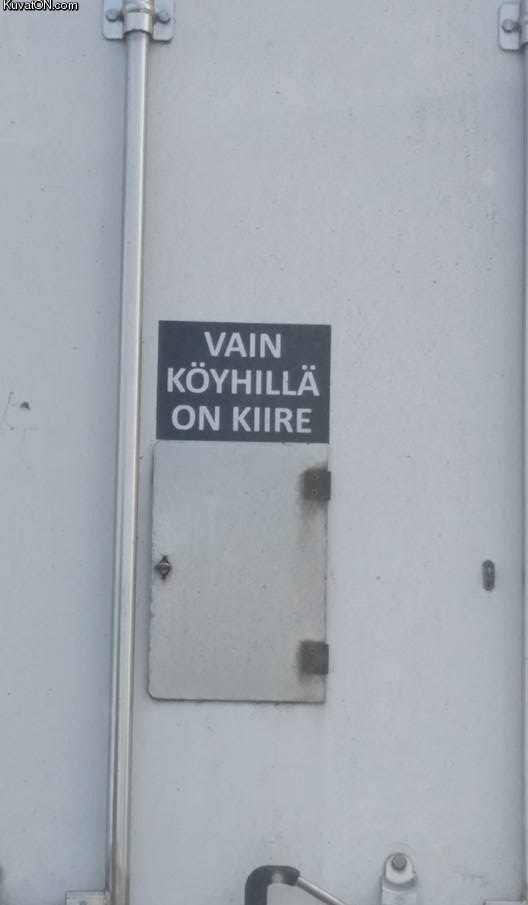 KuvatON.com
VAIN
KÖYHILLÄ
ON KIIRE